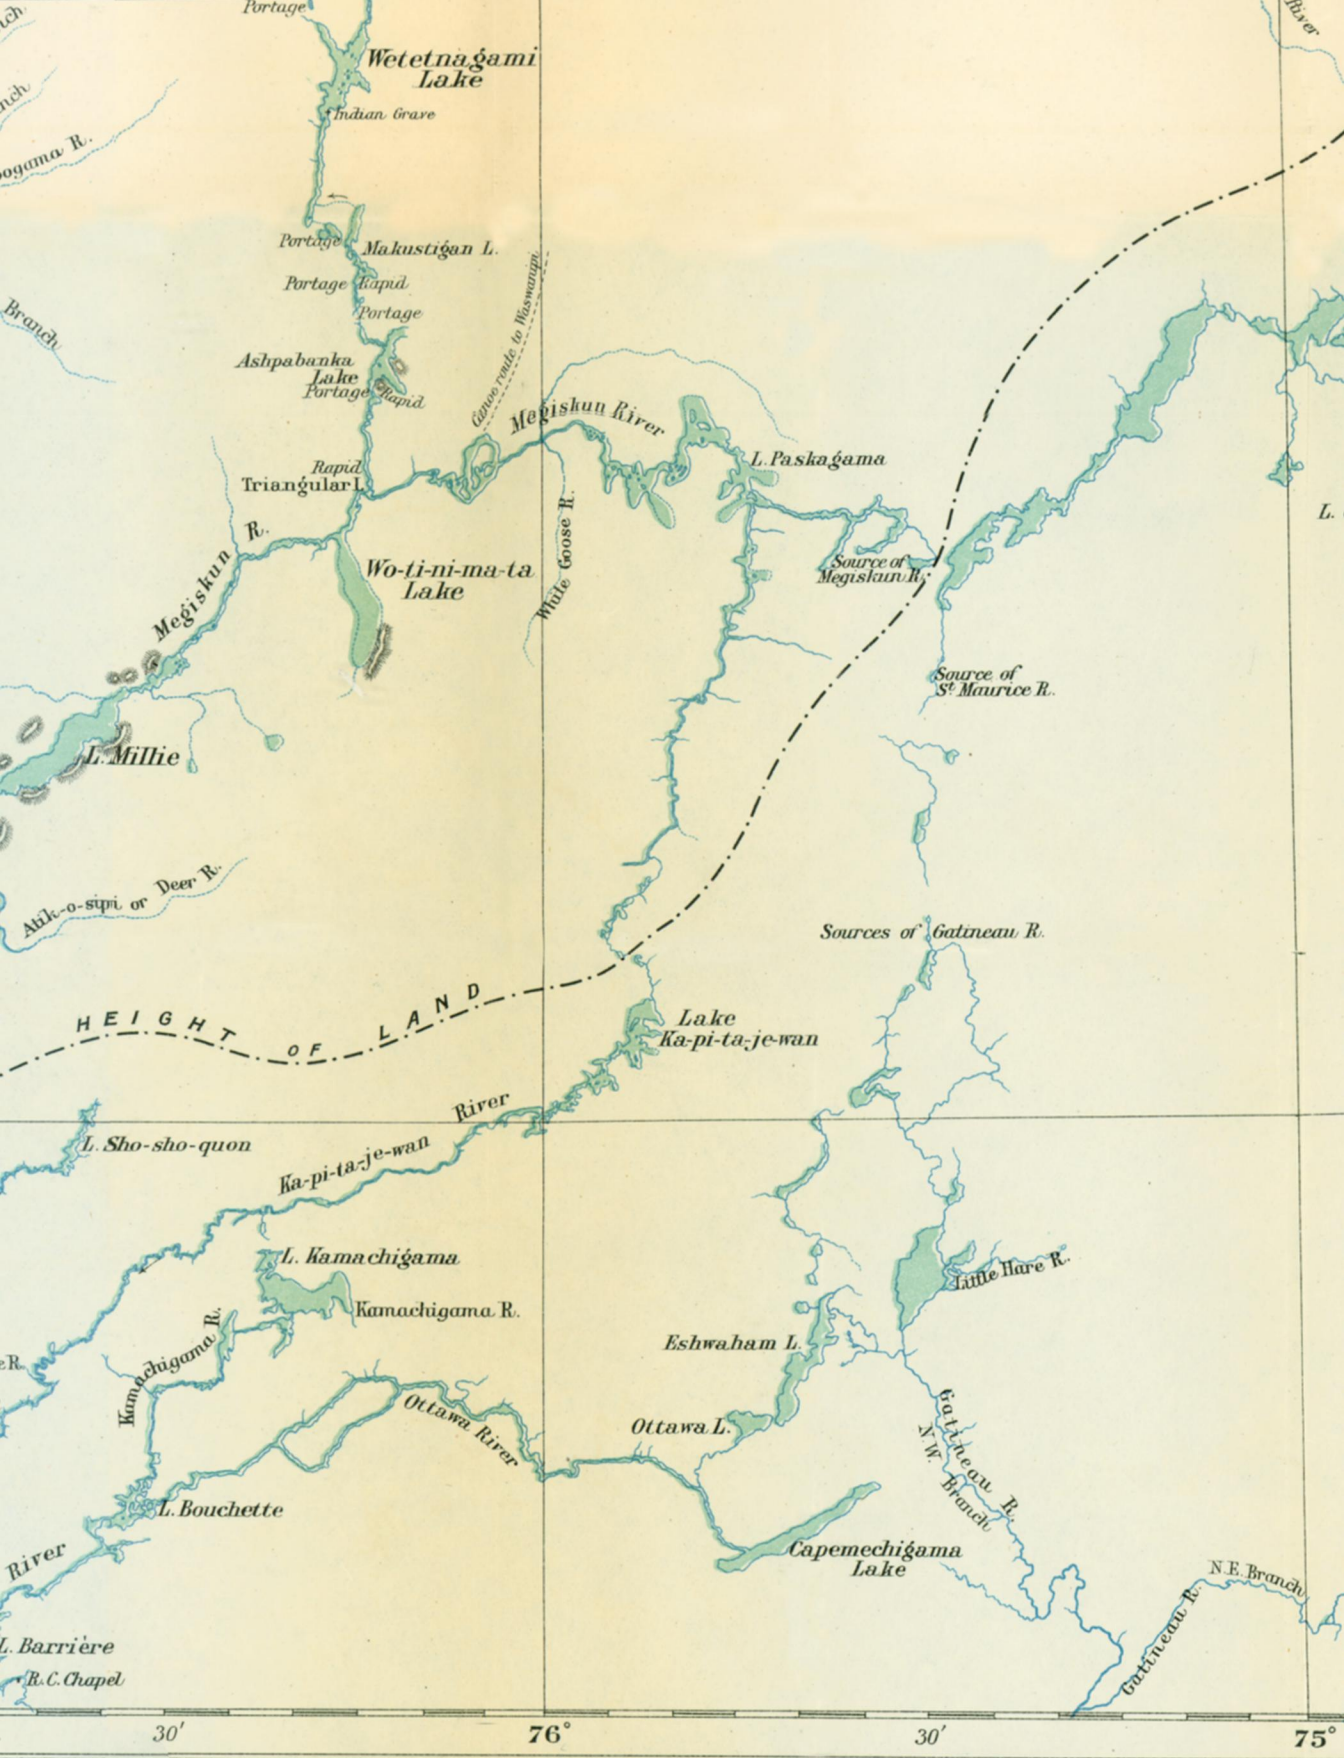 Portage
Wetetnagami
Lake
Indian Grave
River
Portage
Makustigan L.
Portage Rapid
Portage
Canoe route to Waswanipi
Branch
Ashpabanka
Lake
Portage Rapid
Megiskun River
L. Paskagama
Rapid
Triangular L.
L.
Megiskun R.
Wo-ti-ni-ma-ta
Lake
White Goose R.
Source of
Megiskun R.
Source of
St. Maurice R.
L. Millie
Atik-o-sipi or Deer R.
Sources of Gatineau R.
HEIGHT OF LAND
Lake
Ka-pi-ta-je-wan
Ka-pi-ta-je-wan River
L. Sho-sho-quon
L. Kamachigama
Kamachigama R.
Little Hare R.
Kamachigama R.
Eshwaham L.
Ottawa River
Ottawa L.
Gatineau R.
N.W. Branch
L. Bouchette
Capemechigama
Lake
River
N.E. Branch
Gatineau R.
L. Barrière
R.C. Chapel
30' 76° 30' 75°